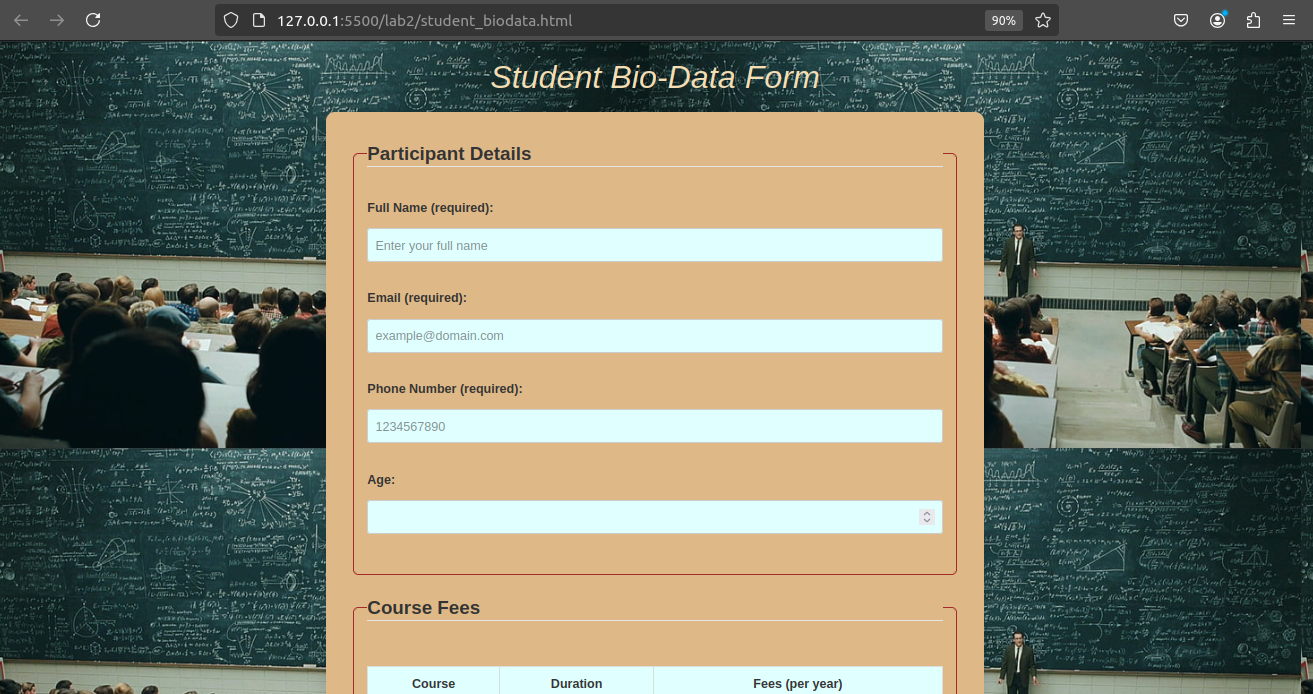 127.0.0.1:5500/lab2/student_biodata.html
90%
Student Bio-Data Form
Participant Details
Full Name (required):
Enter your full name
Email (required):
example@domain.com
Phone Number (required):
1234567890
Age:
Course Fees
Course Duration Fees (per year)